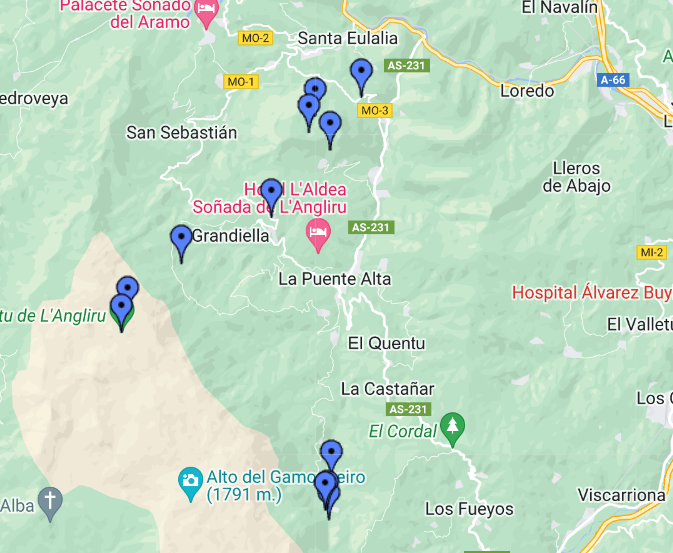 Palacete Soñado
del Aramo
El Navalín
MO-2
Santa Eulalia
AS-231
MO-1
A-66
edroveya
Loredo
MO-3
San Sebastián
Lleros
de Abajo
Hotel L'Aldea
Soñada de L'Angliru
Grandiella
AS-231
MI-2
La Puente Alta
Hospital Álvarez Buy
tu de L'Angliru
El Valletu
El Quentu
La Castañar
AS-231
Los
El Cordal
Alto del Gamoneiro
(1791 m.)
Alba
Viscarriona
Los Fueyos